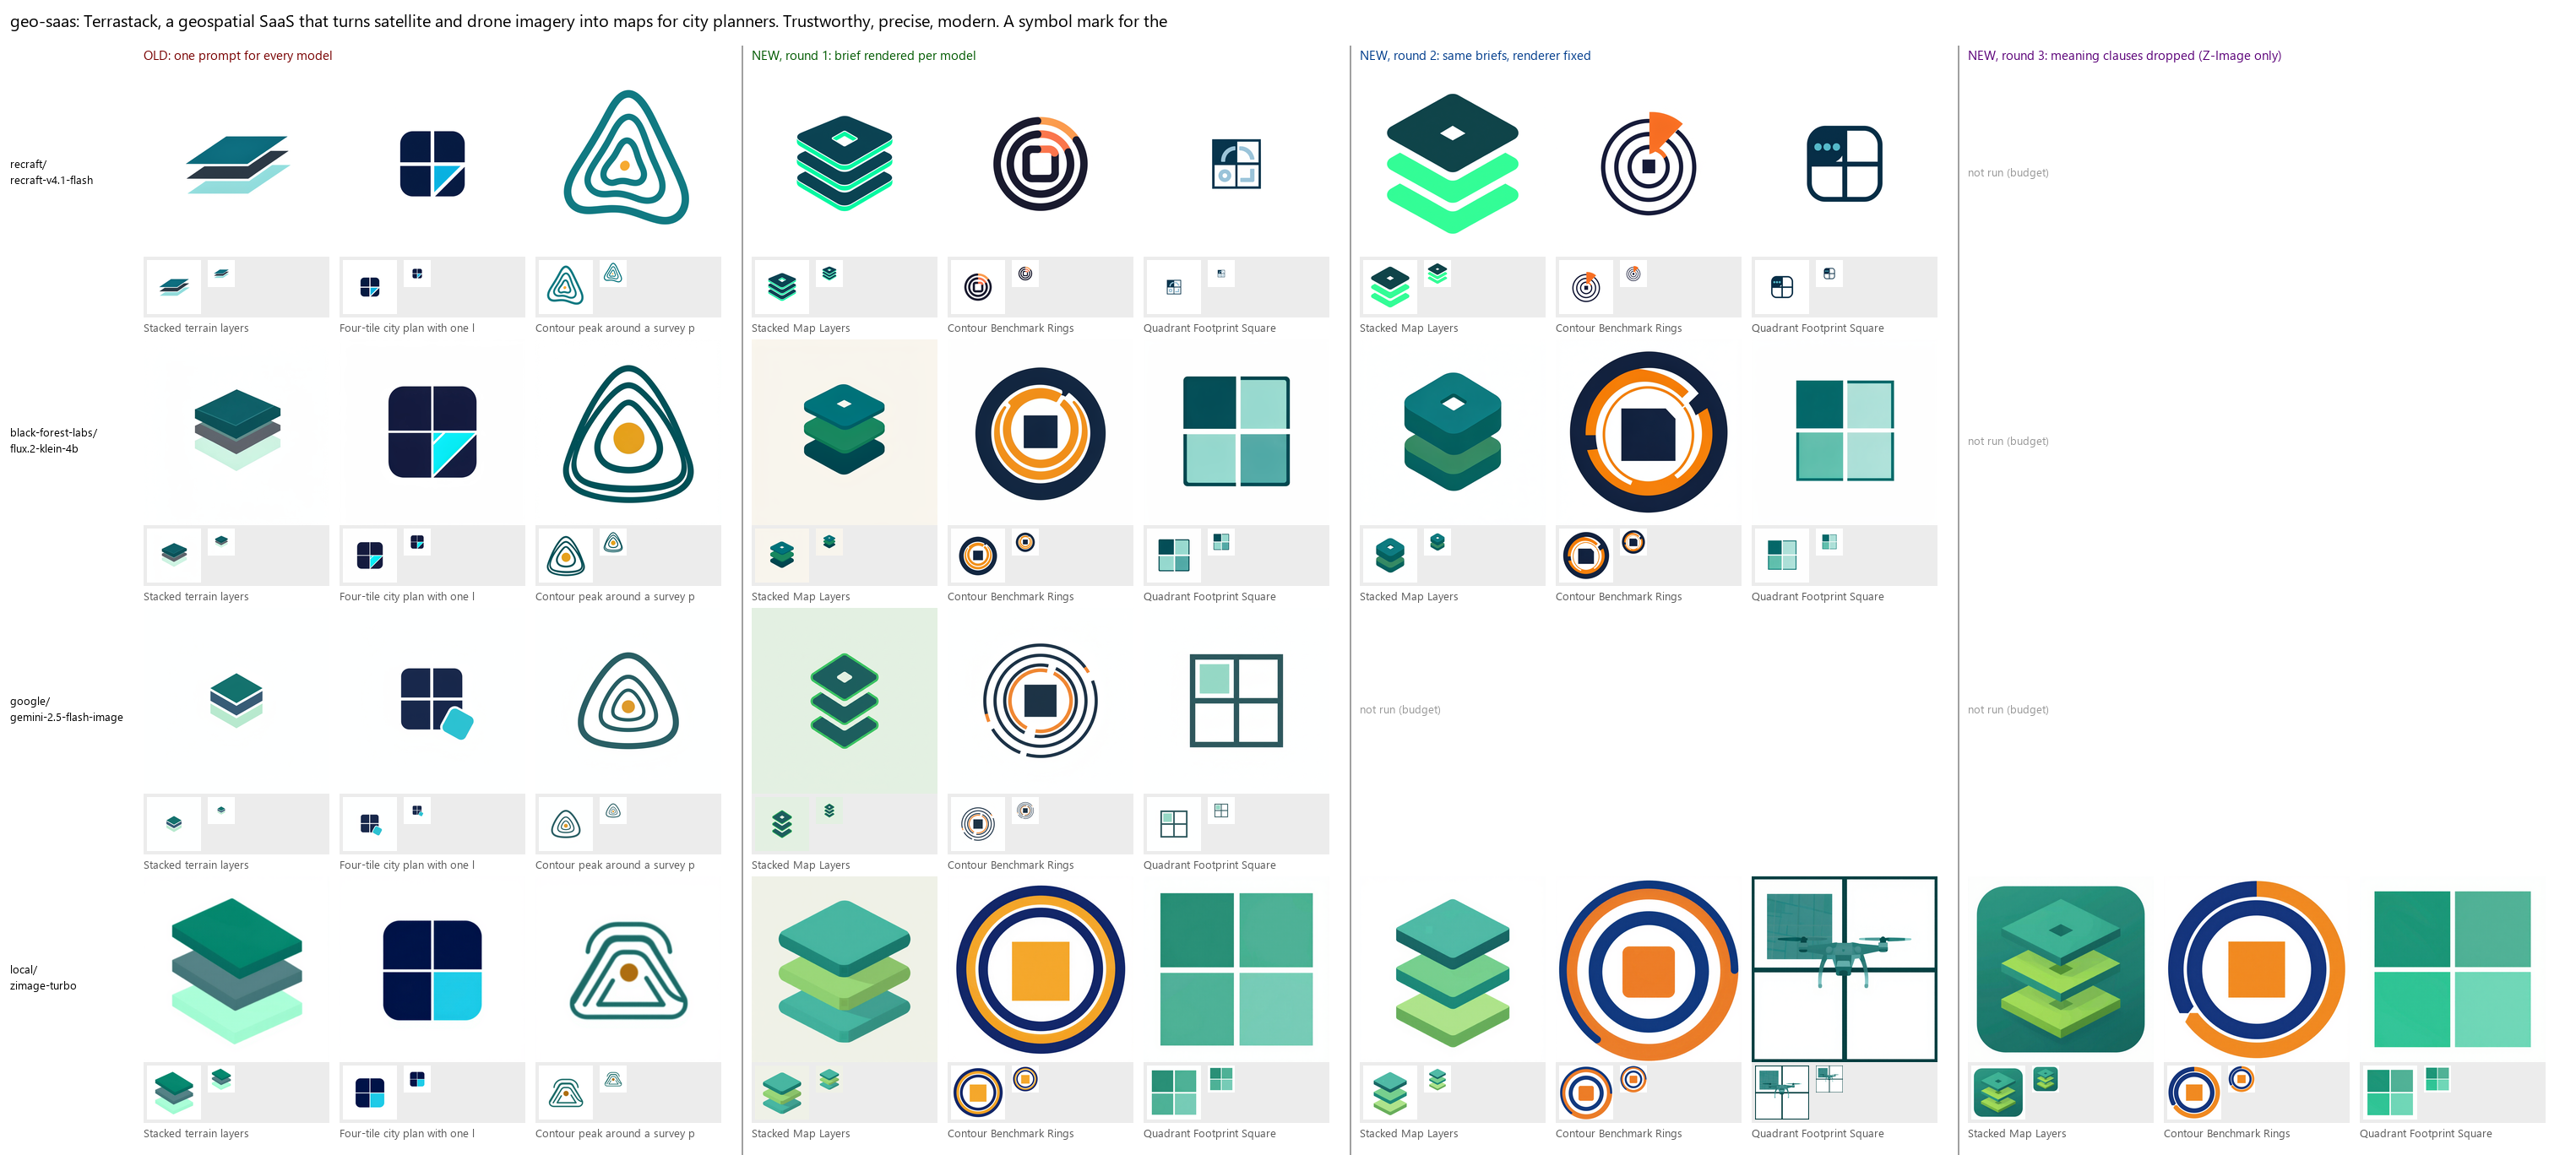 geo-saas: Terrastack, a geospatial SaaS that turns satellite and drone imagery into maps for city planners. Trustworthy, precise, modern. A symbol mark for the
OLD: one prompt for every model
NEW, round 1: brief rendered per model
NEW, round 2: same briefs, renderer fixed
NEW, round 3: meaning clauses dropped (Z-Image only)
recraft/
recraft-v4.1-flash
not run (budget)
Stacked terrain layers
Four-tile city plan with one l
Contour peak around a survey p
Stacked Map Layers
Contour Benchmark Rings
Quadrant Footprint Square
Stacked Map Layers
Contour Benchmark Rings
Quadrant Footprint Square
black-forest-labs/
flux.2-klein-4b
not run (budget)
Stacked terrain layers
Four-tile city plan with one l
Contour peak around a survey p
Stacked Map Layers
Contour Benchmark Rings
Quadrant Footprint Square
Stacked Map Layers
Contour Benchmark Rings
Quadrant Footprint Square
google/
gemini-2.5-flash-image
not run (budget)
not run (budget)
Stacked terrain layers
Four-tile city plan with one l
Contour peak around a survey p
Stacked Map Layers
Contour Benchmark Rings
Quadrant Footprint Square
local/
zimage-turbo
Stacked terrain layers
Four-tile city plan with one l
Contour peak around a survey p
Stacked Map Layers
Contour Benchmark Rings
Quadrant Footprint Square
Stacked Map Layers
Contour Benchmark Rings
Quadrant Footprint Square
Stacked Map Layers
Contour Benchmark Rings
Quadrant Footprint Square